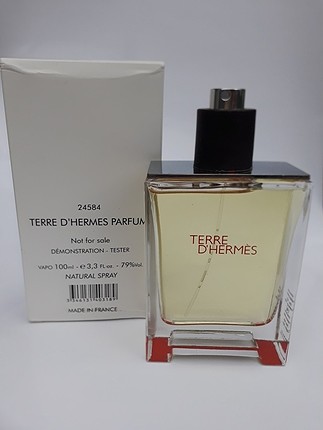 24584
TERRE D'HERMES PARFUM
Not for sale
DÉMONSTRATION - TESTER
VAPO 100ml - e 3,3 fl.oz - 79%Vol.
NATURAL SPRAY
MADE IN FRANCE
TERRE
D'HERMÈS